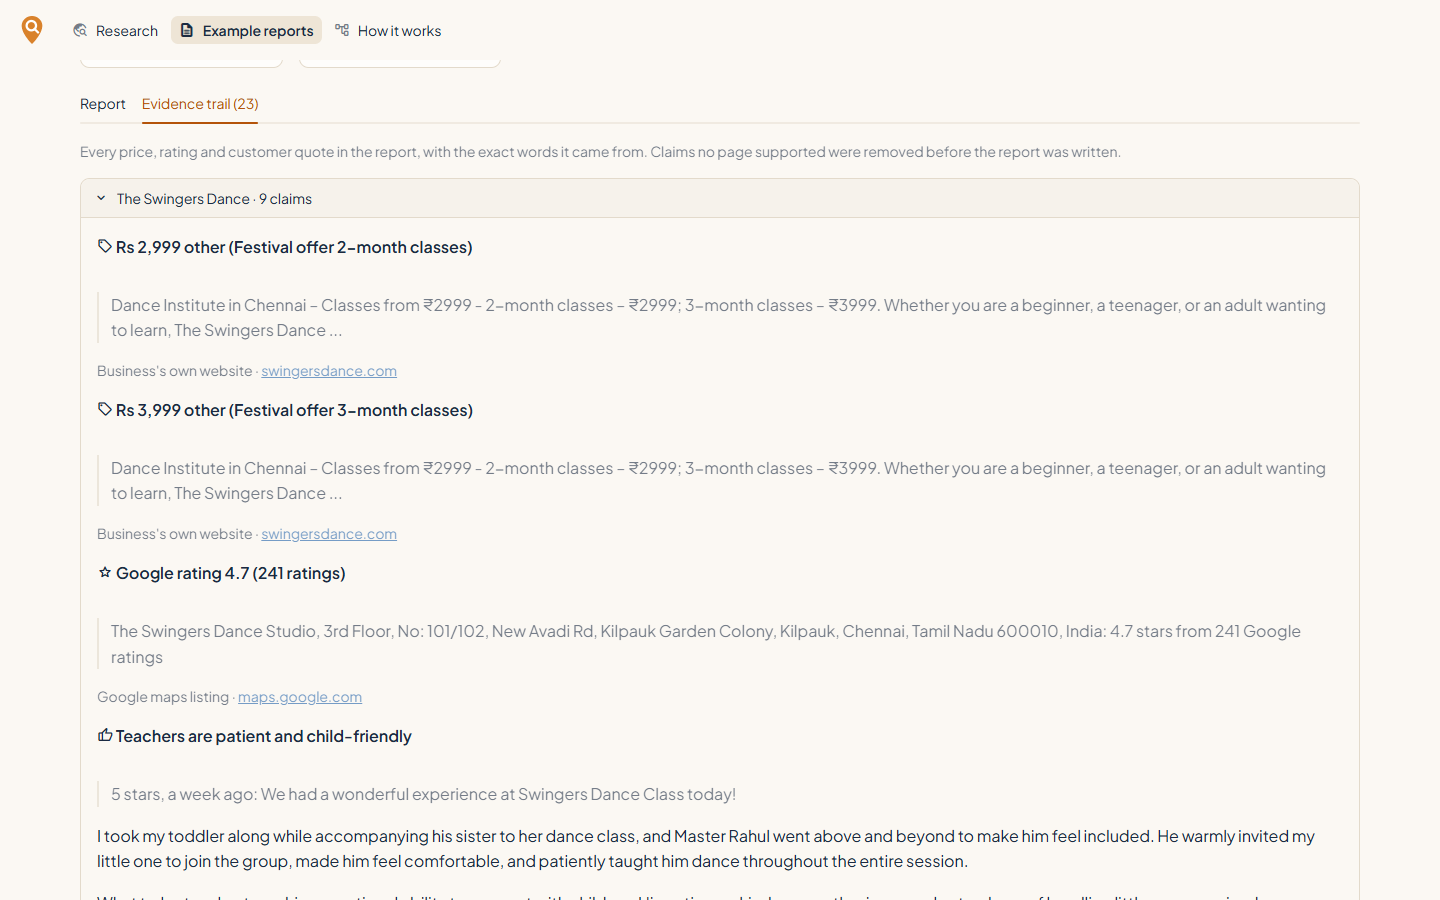 Research
Example reports
How it works
Report
Evidence trail (23)
Every price, rating and customer quote in the report, with the exact words it came from. Claims no page supported were removed before the report was written.
The Swingers Dance · 9 claims
Rs 2,999 other (Festival offer 2–month classes)
Dance Institute in Chennai – Classes from ₹2999 - 2–month classes – ₹2999; 3–month classes – ₹3999. Whether you are a beginner, a teenager, or an adult wanting
to learn, The Swingers Dance ...
Business's own website · swingersdance.com
Rs 3,999 other (Festival offer 3–month classes)
Dance Institute in Chennai – Classes from ₹2999 - 2–month classes – ₹2999; 3–month classes – ₹3999. Whether you are a beginner, a teenager, or an adult wanting
to learn, The Swingers Dance ...
Business's own website · swingersdance.com
Google rating 4.7 (241 ratings)
The Swingers Dance Studio, 3rd Floor, No: 101/102, New Avadi Rd, Kilpauk Garden Colony, Kilpauk, Chennai, Tamil Nadu 600010, India: 4.7 stars from 241 Google
ratings
Google maps listing · maps.google.com
Teachers are patient and child-friendly
5 stars, a week ago: We had a wonderful experience at Swingers Dance Class today!
I took my toddler along while accompanying his sister to her dance class, and Master Rahul went above and beyond to make him feel included. He warmly invited my
little one to join the group, made him feel comfortable, and patiently taught him dance throughout the entire session.